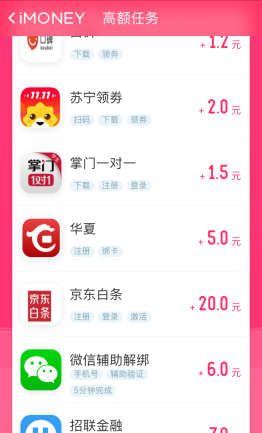 iMONEY 高额任务
口碑
koubei
下载 领券
+ 1.2 元
11.11
苏宁领券
扫码 下载 领券
+ 2.0 元
掌门
1对1
掌门一对一
下载 注册 登录
+ 1.5 元
华夏
注册 绑卡
+ 5.0 元
京东
白条
京东白条
注册 登录 激活
+ 20.0 元
微信辅助解绑
手机号 辅助验证
5分钟完成
+ 6.0 元
招联金融